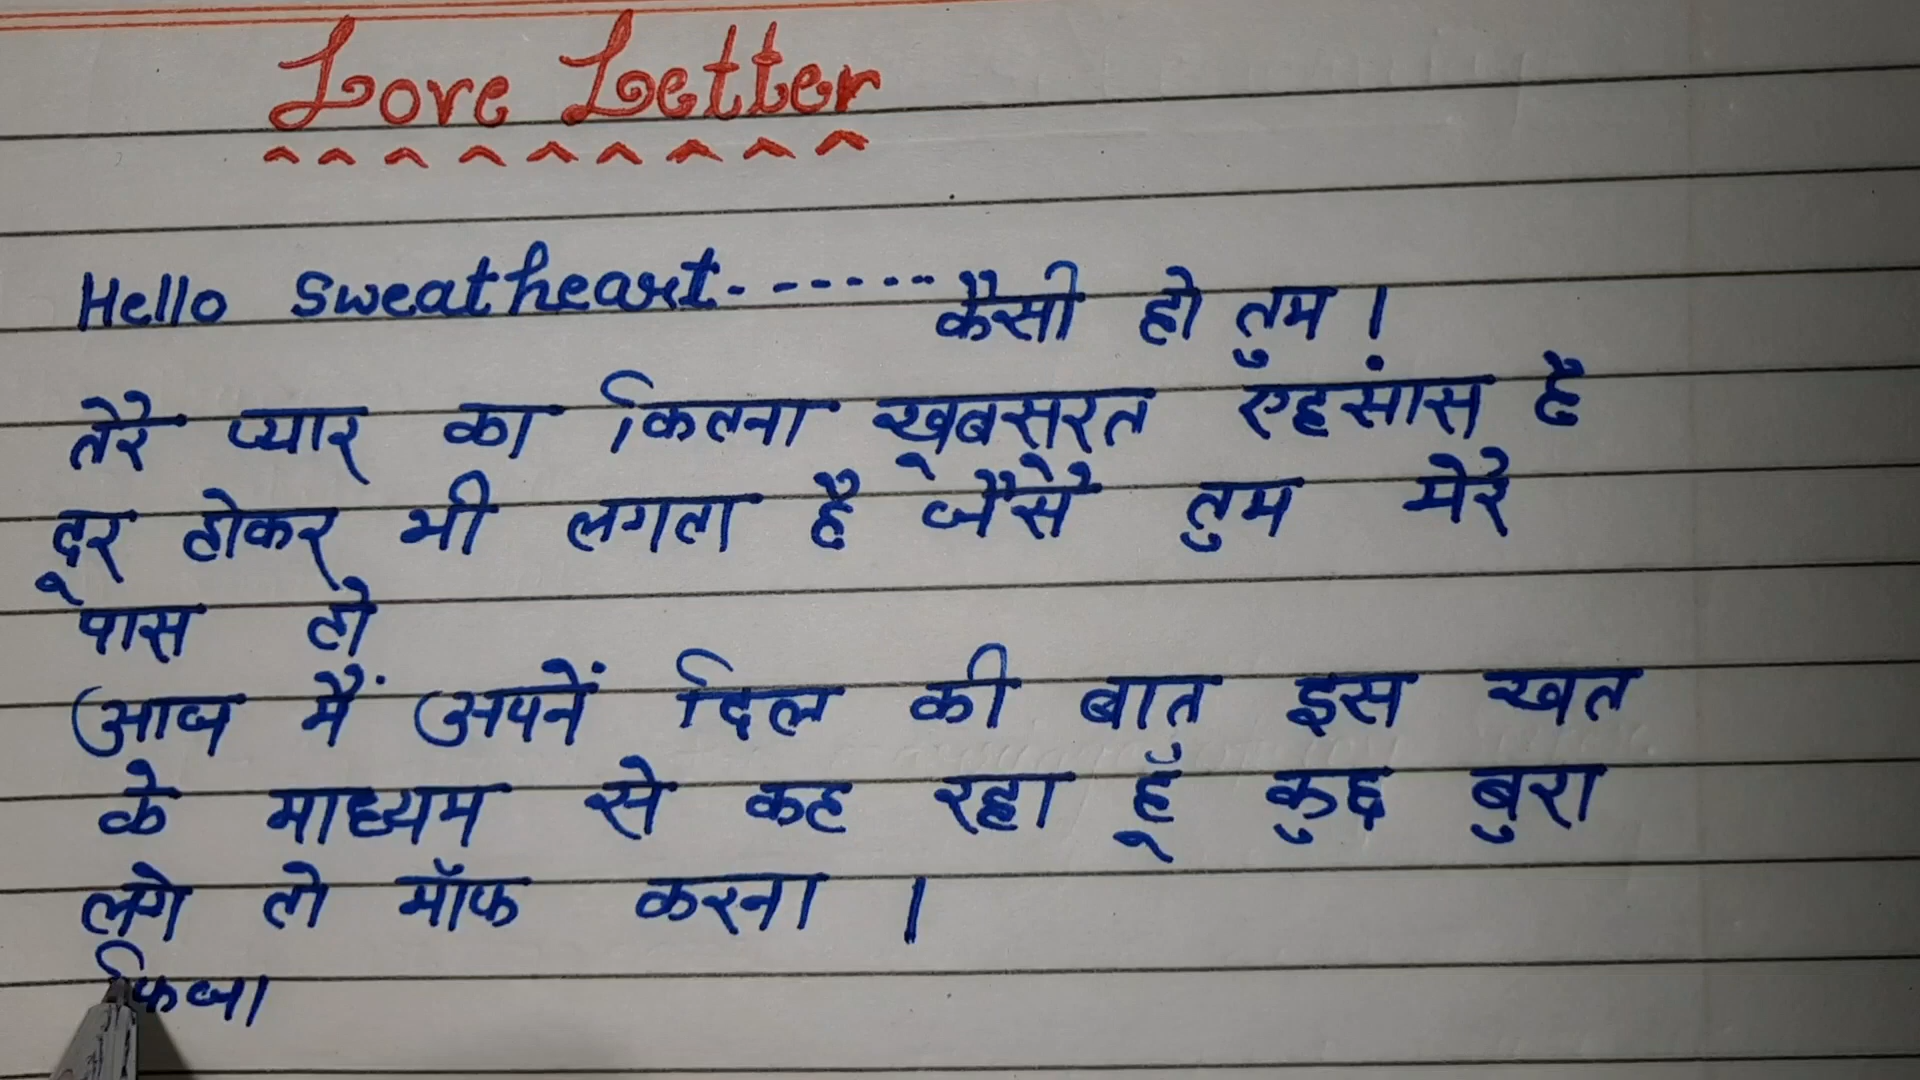 Love Letter
Hello sweatheart------ कैसी हो तुम ।
तेरे प्यार का कितना खूबसूरत एहसांस है
दूर होकर भी लगता है जैसे तुम मेरे
पास हो
आज मैं अपनें दिल की बात इस खत
के माध्यम से कह रहा हूँ कुछ बुरा
लगे तो मॉफ करना ।
फिजा